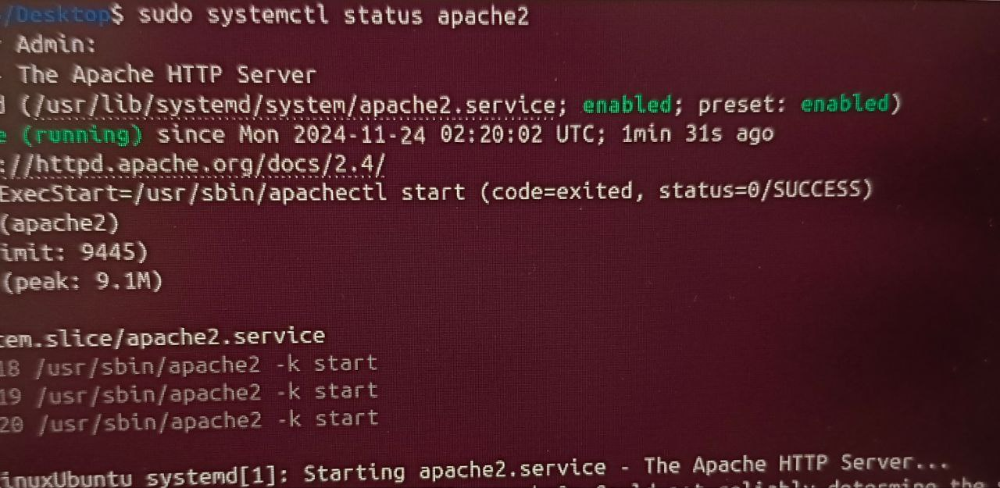 /Desktop$ sudo systemctl status apache2
Admin:
The Apache HTTP Server
(/usr/lib/systemd/system/apache2.service; enabled; preset: enabled)
(running) since Mon 2024-11-24 02:20:02 UTC; 1min 31s ago
://httpd.apache.org/docs/2.4/
ExecStart=/usr/sbin/apachectl start (code=exited, status=0/SUCCESS)
(apache2)
imit: 9445)
(peak: 9.1M)
tem.slice/apache2.service
18 /usr/sbin/apache2 -k start
19 /usr/sbin/apache2 -k start
20 /usr/sbin/apache2 -k start
inuxUbuntu systemd[1]: Starting apache2.service - The Apache HTTP Server...
reliably determine the